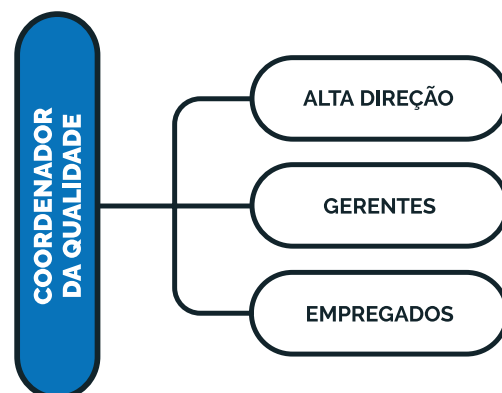 COORDENADOR
DA QUALIDADE
ALTA DIREÇÃO
GERENTES
EMPREGADOS